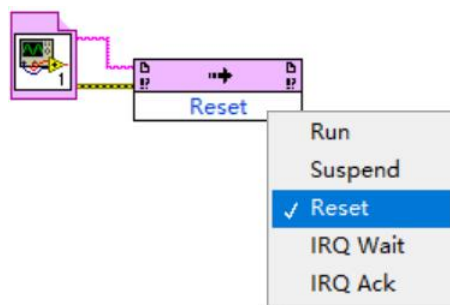 1
!?
!?
Reset
Run
Suspend
✓ Reset
IRQ Wait
IRQ Ack